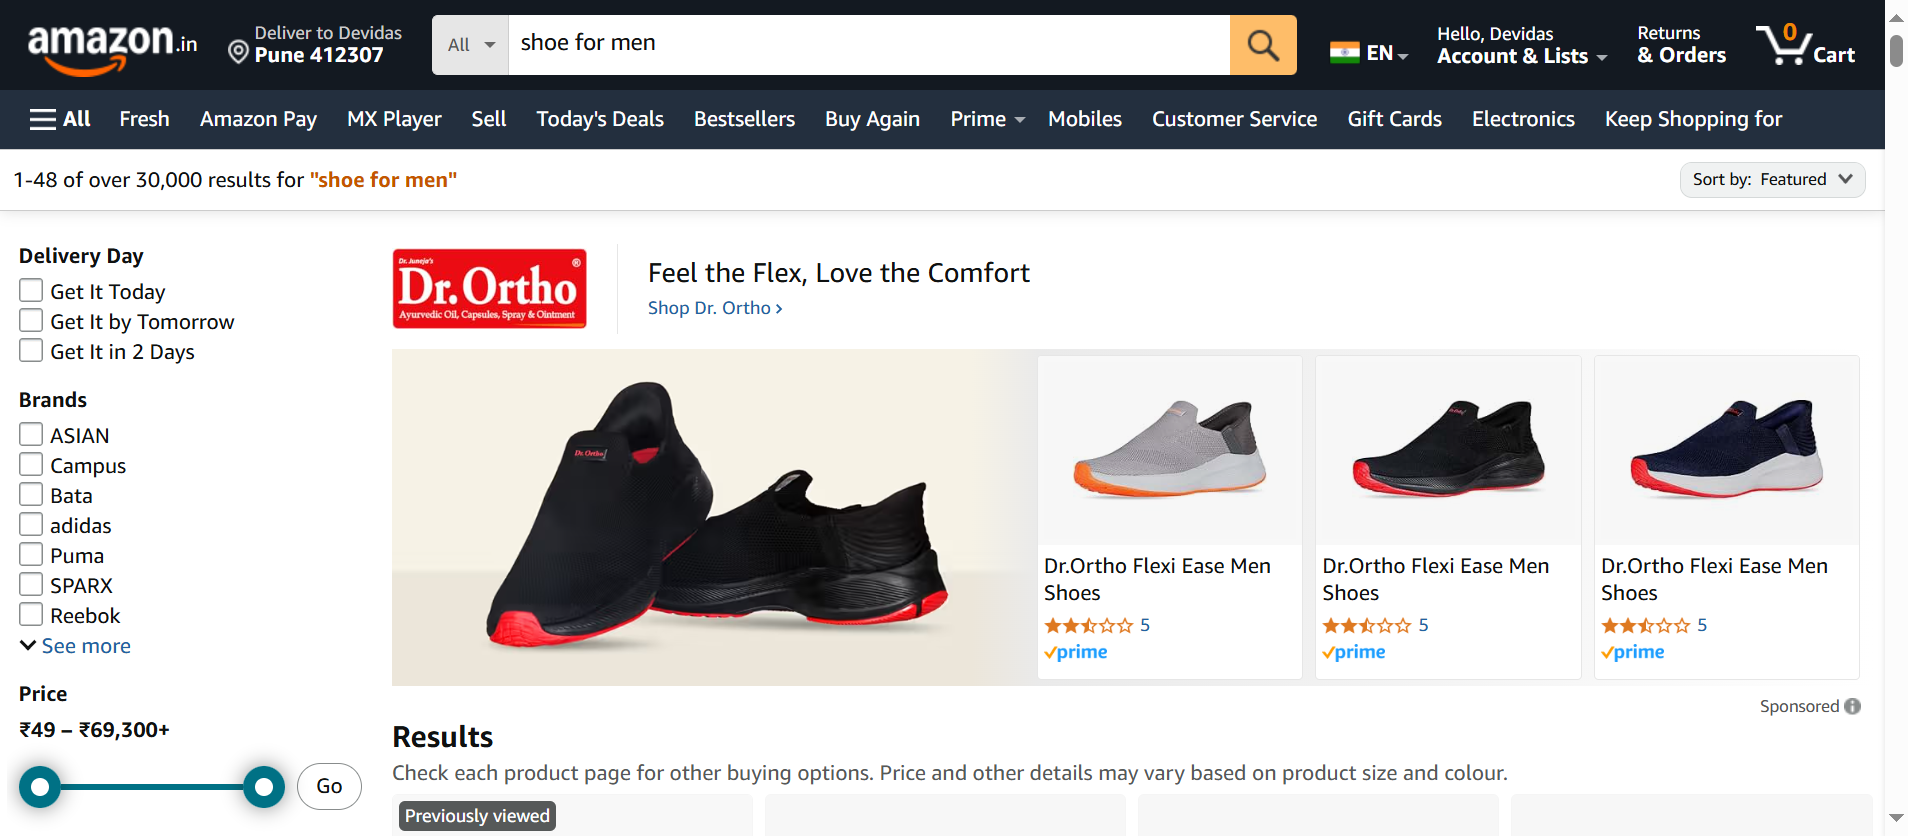 amazon.in
Deliver to Devidas
Pune 412307
All
shoe for men
EN
Hello, Devidas
Account & Lists
Returns
& Orders
0
Cart
All Fresh Amazon Pay MX Player Sell Today's Deals Bestsellers Buy Again Prime Mobiles Customer Service Gift Cards Electronics Keep Shopping for
1-48 of over 30,000 results for "shoe for men"
Sort by: Featured
Delivery Day
Get It Today
Get It by Tomorrow
Get It in 2 Days
Brands
ASIAN
Campus
Bata
adidas
Puma
SPARX
Reebok
See more
Price
₹49 – ₹69,300+
Go
Dr. Juneja's
Dr. Ortho®
Ayurvedic Oil, Capsules, Spray & Ointment
Feel the Flex, Love the Comfort
Shop Dr. Ortho ›
Dr. Ortho
Dr.Ortho Flexi Ease Men
Shoes
5
prime
Dr.Ortho Flexi Ease Men
Shoes
5
prime
Dr.Ortho Flexi Ease Men
Shoes
5
prime
Sponsored
Results
Check each product page for other buying options. Price and other details may vary based on product size and colour.
Previously viewed